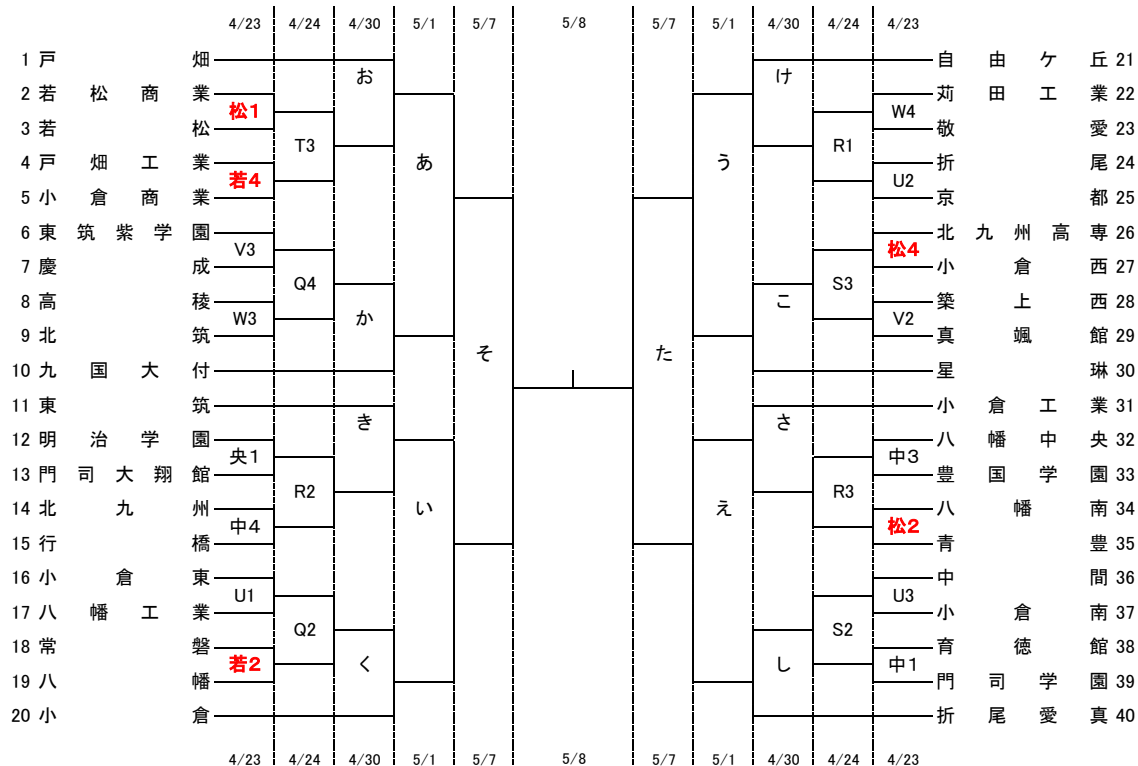 4/23 4/24 4/30 5/1 5/7 5/8 5/7 5/1 4/30 4/24 4/23
1 戸畑
お
け
自由ケ丘 21
2 若松商業
苅田工業 22
松1
W4
3 若松
敬愛 23
T3
あ
う
R1
4 戸畑工業
折尾 24
若4
U2
5 小倉商業
京都 25
6 東筑紫学園
北九州高専 26
V3
松4
7 慶成
小倉西 27
Q4
S3
8 高稜
こ
築上西 28
W3
か
V2
9 北筑
真颯館 29
そ
た
10 九国大付
星琳 30
11 東筑
小倉工業 31
き
さ
12 明治学園
八幡中央 32
央1
中3
13 門司大翔館
豊国学園 33
R2
R3
14 北九州
い
え
八幡南 34
中4
松2
15 行橋
青豊 35
16 小倉東
中間 36
U1
U3
17 八幡工業
小倉南 37
Q2
S2
18 常磐
育徳館 38
若2
く
し
中1
19 八幡
門司学園 39
20 小倉
折尾愛真 40
4/23 4/24 4/30 5/1 5/7 5/8 5/7 5/1 4/30 4/24 4/23